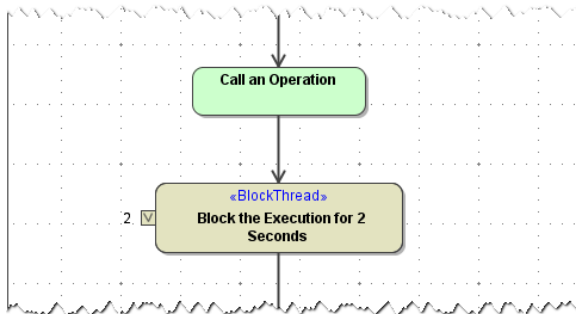 Call an Operation
«BlockThread»
2
V
Block the Execution for 2
Seconds